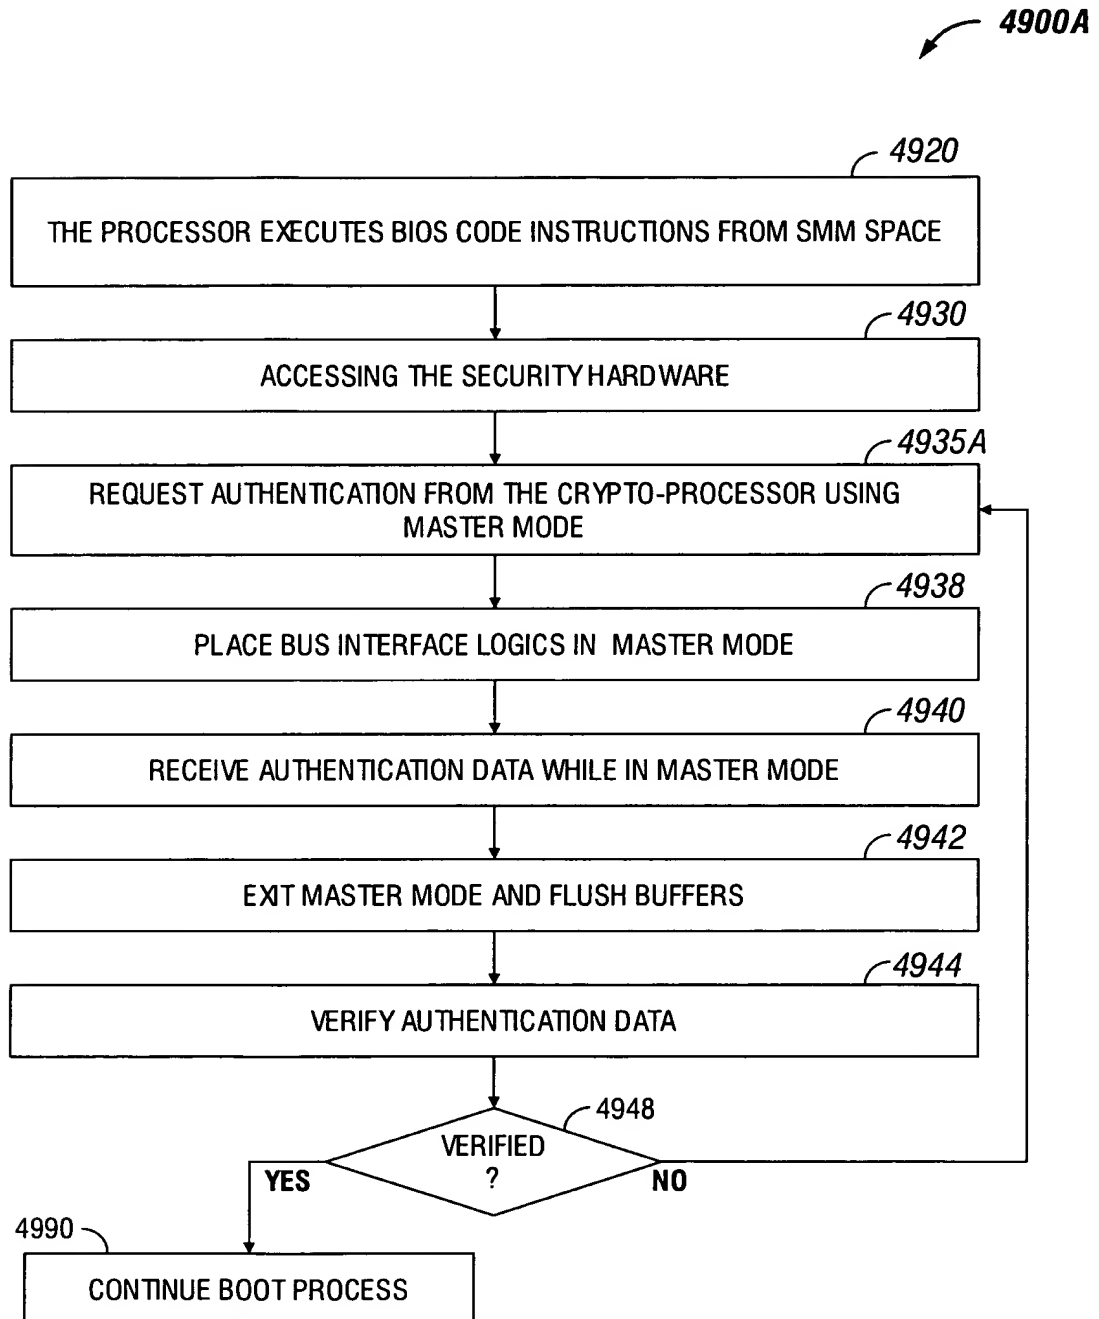 4900A
4920
THE PROCESSOR EXECUTES BIOS CODE INSTRUCTIONS FROM SMM SPACE
4930
ACCESSING THE SECURITY HARDWARE
4935A
REQUEST AUTHENTICATION FROM THE CRYPTO-PROCESSOR USING
MASTER MODE
4938
PLACE BUS INTERFACE LOGICS IN MASTER MODE
4940
RECEIVE AUTHENTICATION DATA WHILE IN MASTER MODE
4942
EXIT MASTER MODE AND FLUSH BUFFERS
4944
VERIFY AUTHENTICATION DATA
4948
VERIFIED
?
YES
NO
4990
CONTINUE BOOT PROCESS